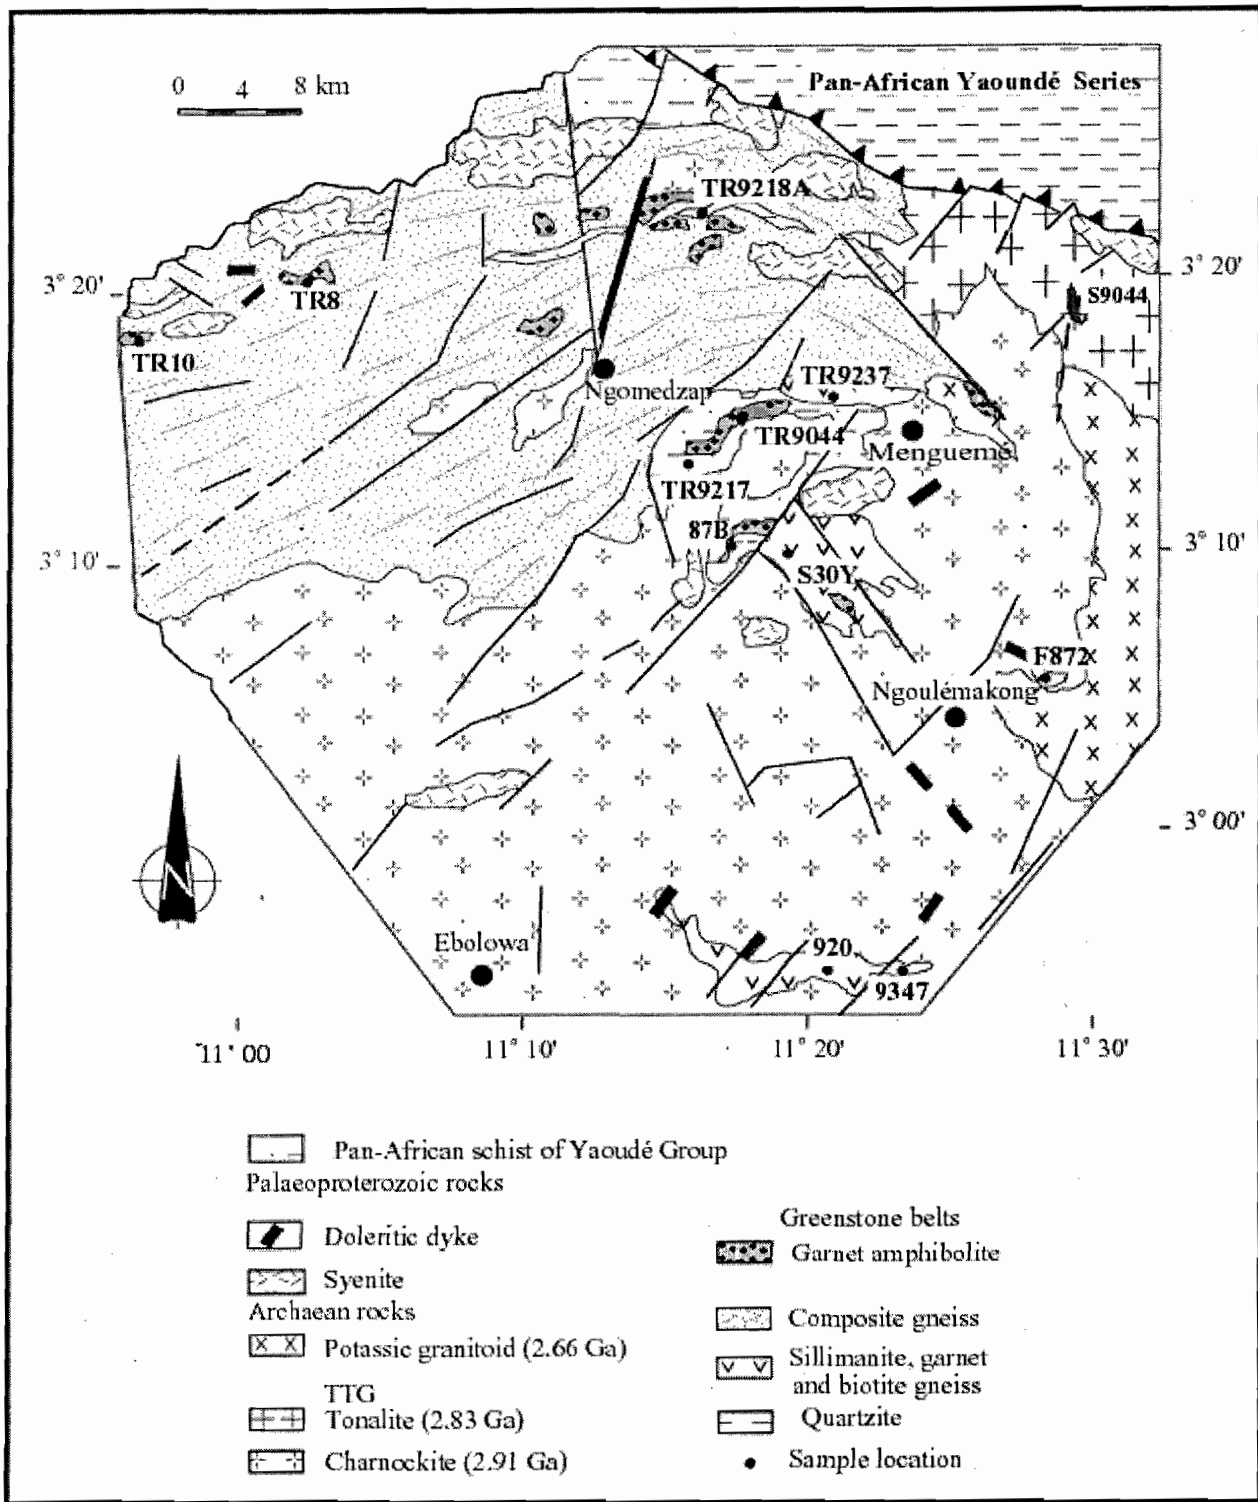 0 4 8 km
Pan-African Yaoundé Series
TR9218A
3° 20'
3° 20'
TR8
S9044
TR10
Ngomedzap
TR9237
TR9044
Menguemé
TR9217
87B
3° 10'
3° 10'
S30Y
F872
Ngoulémakong
3° 00'
N
Ebolowa
920
9347
11° 00
11° 10'
11° 20'
11° 30'
Pan-African schist of Yaoudé Group
Palaeoproterozoic rocks
Doleritic dyke
Syenite
Archaean rocks
Potassic granitoid (2.66 Ga)
TTG
Tonalite (2.83 Ga)
Charnockite (2.91 Ga)
Greenstone belts
Garnet amphibolite
Composite gneiss
Sillimanite, garnet
and biotite gneiss
Quartzite
Sample location